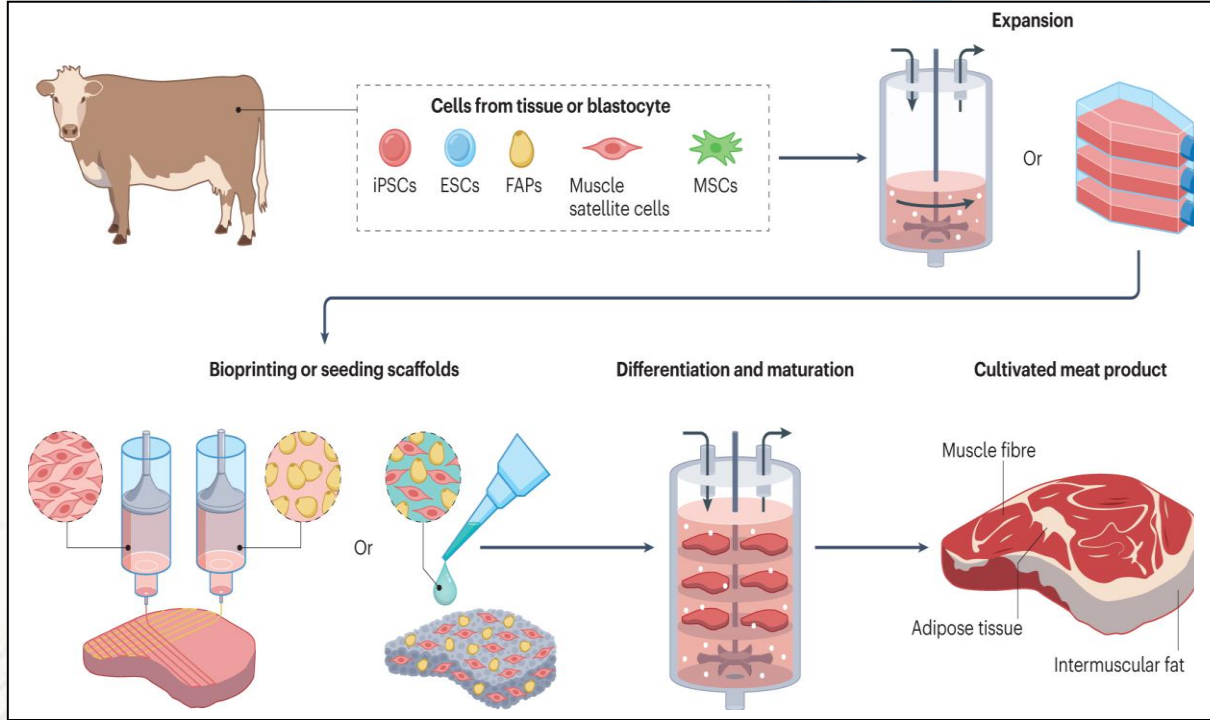 Expansion
Cells from tissue or blastocyte
iPSCs
ESCs
FAPs
Muscle
satellite cells
MSCs
Or
Bioprinting or seeding scaffolds
Differentiation and maturation
Cultivated meat product
Or
Muscle fibre
Adipose tissue
Intermuscular fat